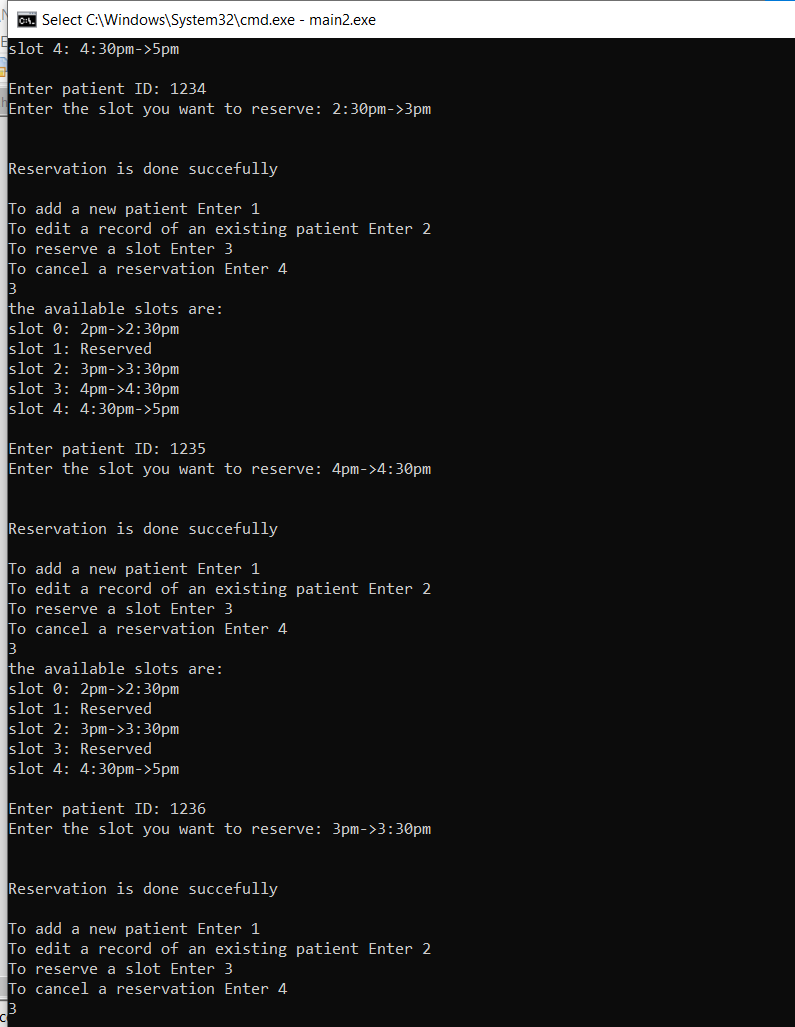 Select C:\Windows\System32\cmd.exe - main2.exe
slot 4: 4:30pm->5pm
Enter patient ID: 1234
Enter the slot you want to reserve: 2:30pm->3pm
Reservation is done succefully
To add a new patient Enter 1
To edit a record of an existing patient Enter 2
To reserve a slot Enter 3
To cancel a reservation Enter 4
3
the available slots are:
slot 0: 2pm->2:30pm
slot 1: Reserved
slot 2: 3pm->3:30pm
slot 3: 4pm->4:30pm
slot 4: 4:30pm->5pm
Enter patient ID: 1235
Enter the slot you want to reserve: 4pm->4:30pm
Reservation is done succefully
To add a new patient Enter 1
To edit a record of an existing patient Enter 2
To reserve a slot Enter 3
To cancel a reservation Enter 4
3
the available slots are:
slot 0: 2pm->2:30pm
slot 1: Reserved
slot 2: 3pm->3:30pm
slot 3: Reserved
slot 4: 4:30pm->5pm
Enter patient ID: 1236
Enter the slot you want to reserve: 3pm->3:30pm
Reservation is done succefully
To add a new patient Enter 1
To edit a record of an existing patient Enter 2
To reserve a slot Enter 3
To cancel a reservation Enter 4
3